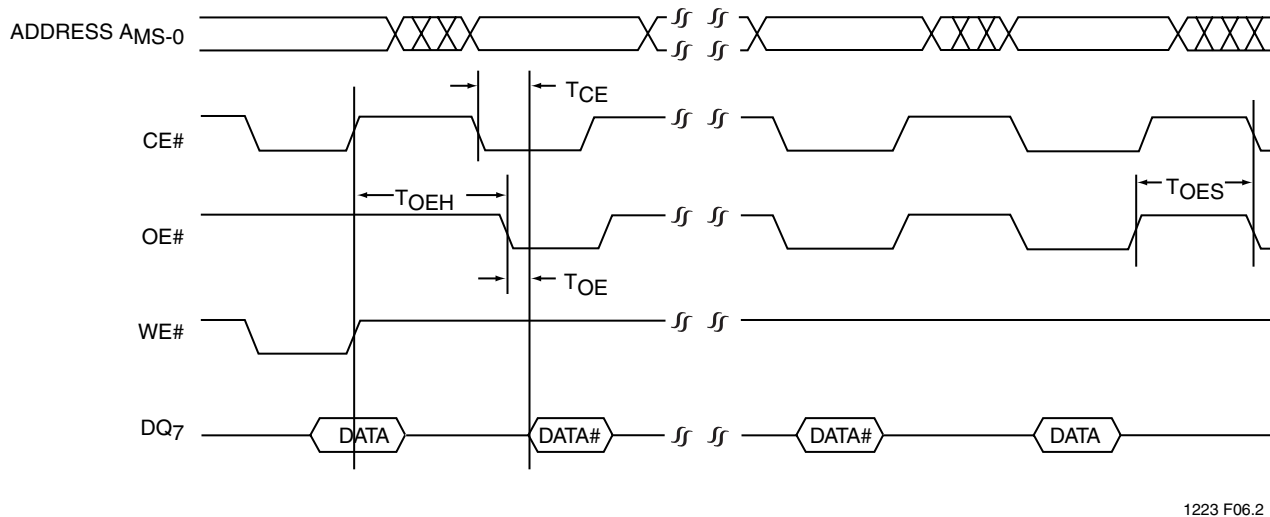 ADDRESS AMS-0
TCE
CE#
TOEH
TOES
OE#
TOE
WE#
DQ7
DATA
DATA#
DATA#
DATA
1223 F06.2